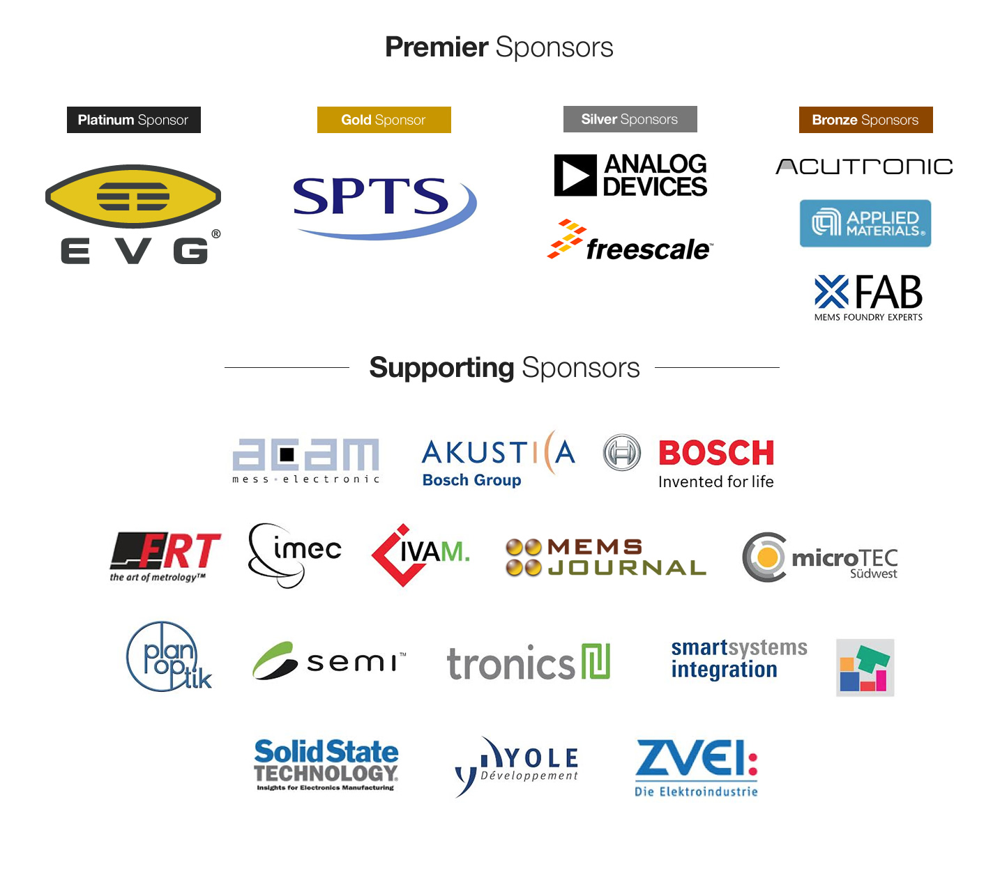 Premier Sponsors
Platinum Sponsor
Gold Sponsor
Silver Sponsors
Bronze Sponsors
EVG®
SPTS
ANALOG
DEVICES
freescale™
ACUTRONIC
APPLIED
MATERIALS®
XFAB
MEMS FOUNDRY EXPERTS
Supporting Sponsors
acam
mess-electronic
AKUSTICA
Bosch Group
BOSCH
Invented for life
FRT
the art of metrology™
imec
IVAM.
MEMS
JOURNAL
microTEC
Südwest
plan
optik
semi™
tronics
smartsystems
integration
Solid State
TECHNOLOGY®
Insights for Electronics Manufacturing
YOLE
Développement
ZVEI:
Die Elektroindustrie